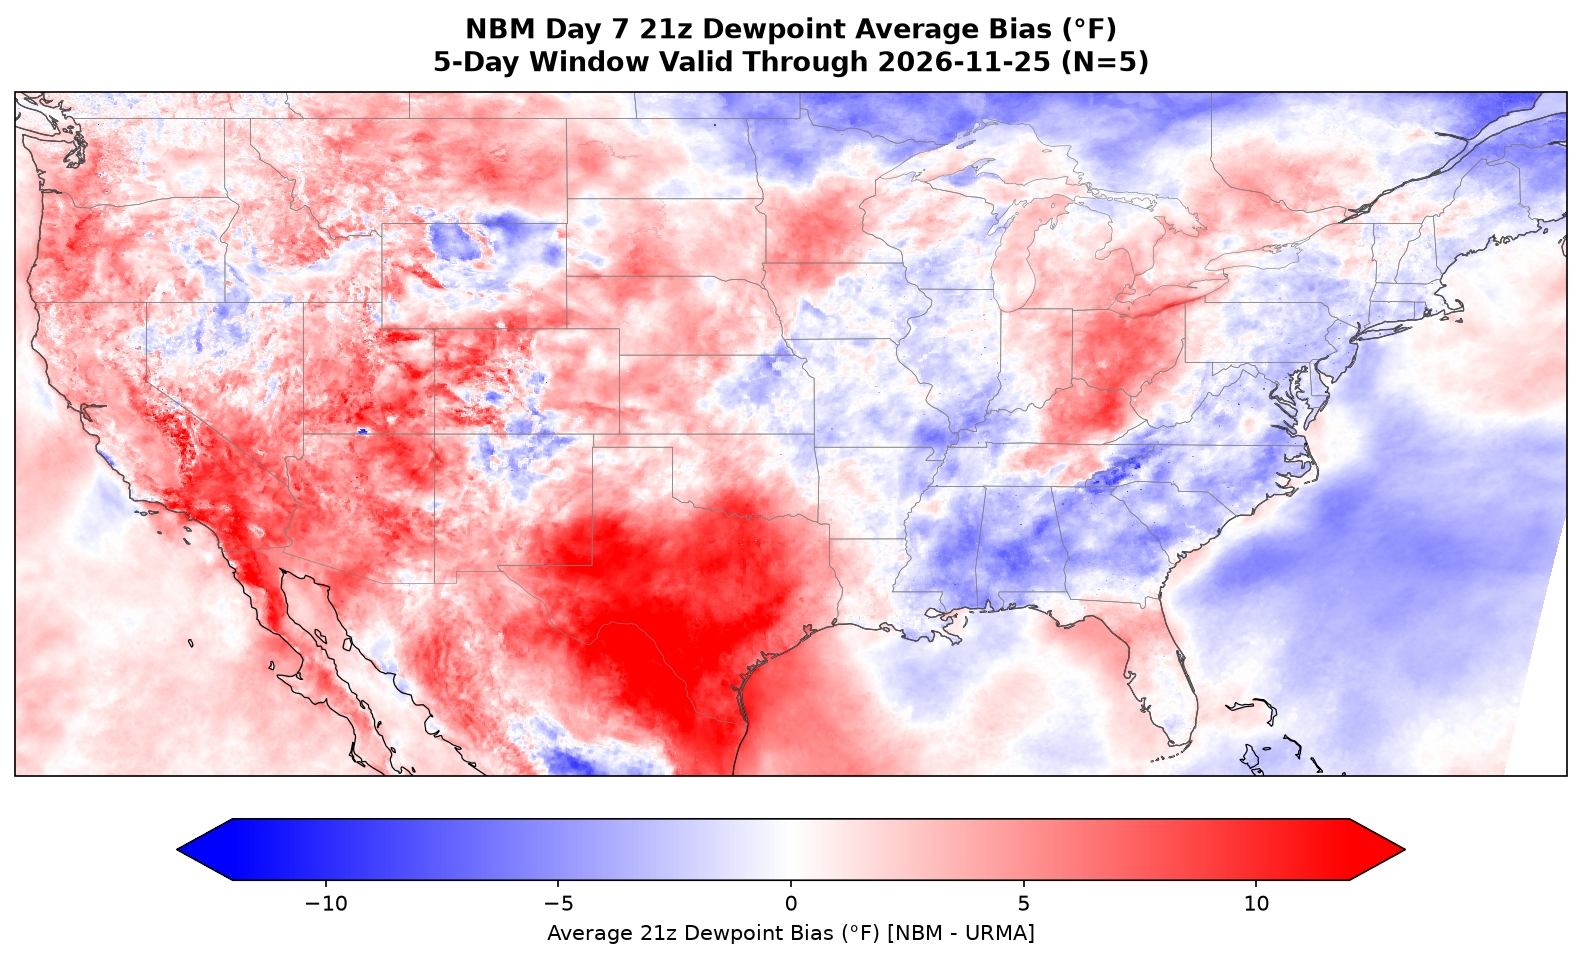 NBM Day 7 21z Dewpoint Average Bias (°F)
5-Day Window Valid Through 2026-11-25 (N=5)
−10 −5 0 5 10
Average 21z Dewpoint Bias (°F) [NBM - URMA]